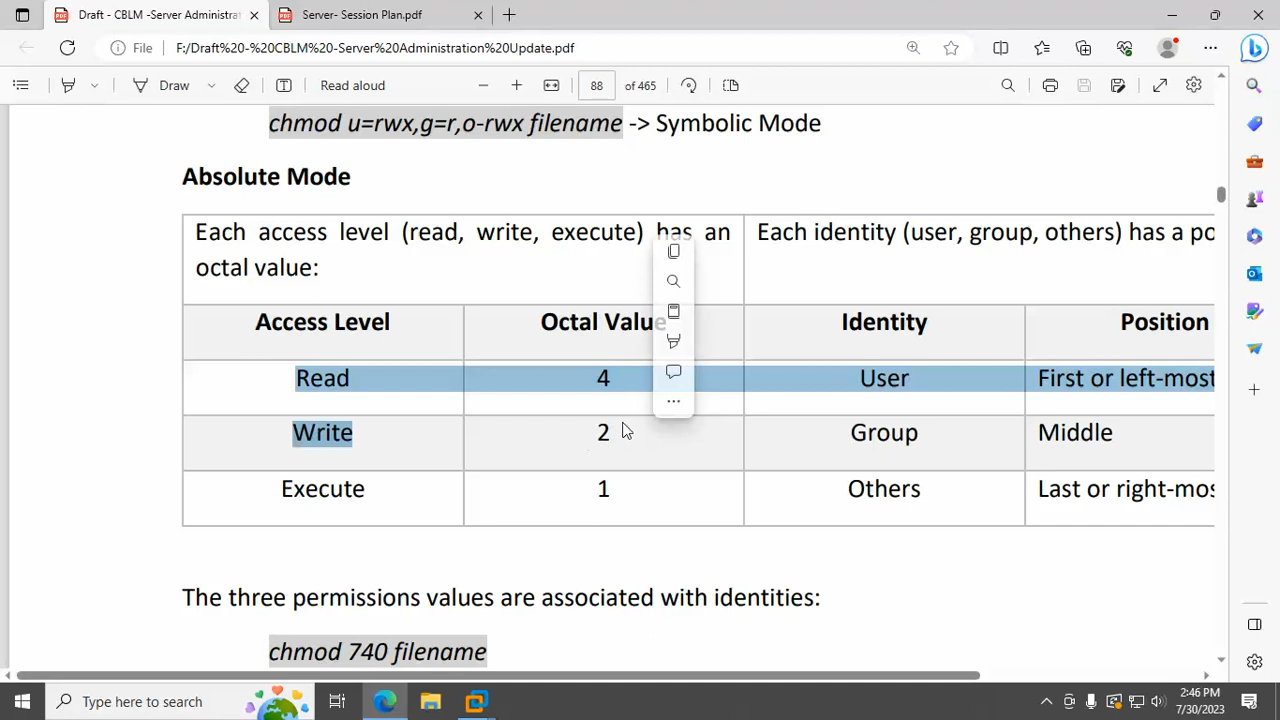 Draft - CBLM -Server Administra
Server- Session Plan.pdf
File
F:/Draft%20-%20CBLM%20-Server%20Administration%20Update.pdf
Draw
Read aloud
88 of 465
chmod u=rwx,g=r,o-rwx filename -> Symbolic Mode
Absolute Mode
Each access level (read, write, execute) has an octal value:
Each identity (user, group, others) has a po
Access Level Octal Value Identity Position
Read 4 User First or left-most
Write 2 Group Middle
Execute 1 Others Last or right-mos
The three permissions values are associated with identities:
chmod 740 filename
Type here to search
2:46 PM
7/30/2023